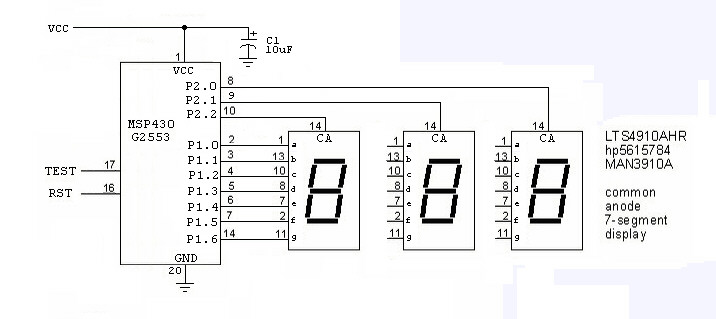 VCC
C1
10uF
1
VCC
MSP430
G2553
P2.0 8
P2.1 9
P2.2 10
P1.0 2
P1.1 3
P1.2 4
P1.3 5
P1.4 6
P1.5 7
P1.6 14
TEST 17
RST 16
GND
20
14
CA
1 a
13 b
10 c
8 d
7 e
2 f
11 g
14
CA
1 a
13 b
10 c
8 d
7 e
2 f
11 g
14
CA
1 a
13 b
10 c
8 d
7 e
2 f
11 g
LTS4910AHR
hp5615784
MAN3910A
common
anode
7-segment
display